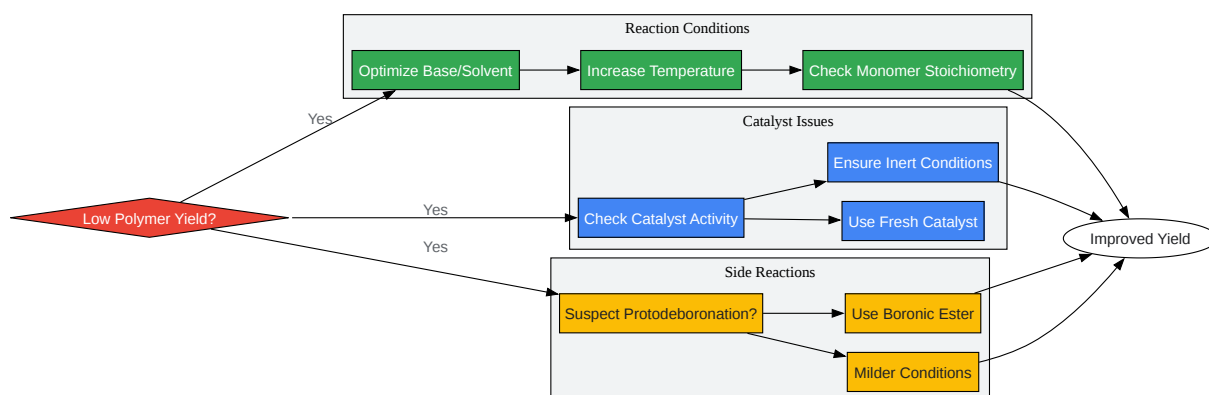 Reaction Conditions
Optimize Base/Solvent
Increase Temperature
Check Monomer Stoichiometry
Yes
Catalyst Issues
Ensure Inert Conditions
Low Polymer Yield?
Yes
Check Catalyst Activity
Use Fresh Catalyst
Improved Yield
Yes
Side Reactions
Suspect Protodeboronation?
Use Boronic Ester
Milder Conditions